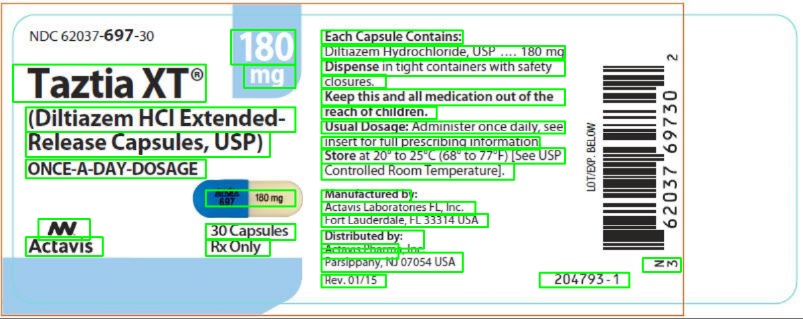 NDC 62037-697-30
180
mg
Taztia XT®
(Diltiazem HCl Extended-
Release Capsules, USP)
ONCE-A-DAY-DOSAGE
697
180 mg
Actavis
30 Capsules
Rx Only
Each Capsule Contains:
Diltiazem Hydrochloride, USP .... 180 mg
Dispense in tight containers with safety
closures.
Keep this and all medication out of the
reach of children.
Usual Dosage: Administer once daily, see
insert for full prescribing information
Store at 20° to 25°C (68° to 77°F) [See USP
Controlled Room Temperature].
Manufactured by:
Actavis Laboratories FL, Inc.
Fort Lauderdale, FL 33314 USA
Distributed by:
Actavis Pharma, Inc.
Parsippany, NJ 07054 USA
Rev. 01/15
204793-1
LOT/EXP. BELOW
N
3 62037 69730 2